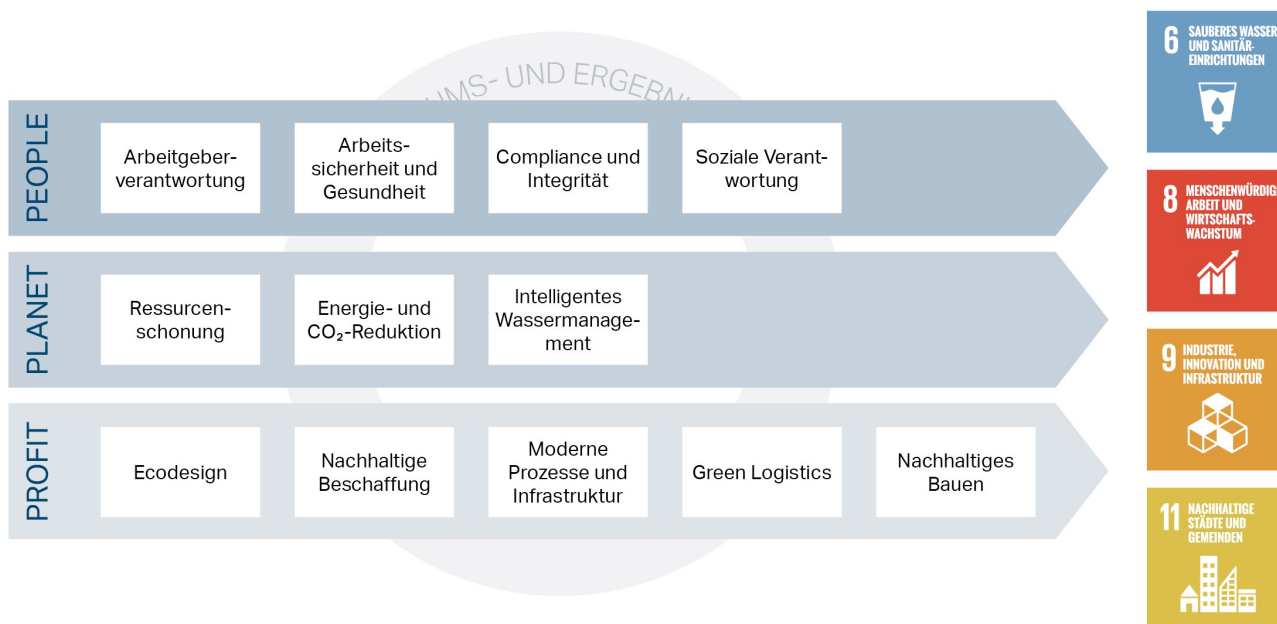 UMS- UND ERGEBN
PEOPLE
Arbeitgeber-
verantwortung
Arbeits-
sicherheit und
Gesundheit
Compliance und
Integrität
Soziale Verant-
wortung
PLANET
Ressurcen-
schonung
Energie- und
CO₂-Reduktion
Intelligentes
Wassermanage-
ment
PROFIT
Ecodesign
Nachhaltige
Beschaffung
Moderne
Prozesse und
Infrastruktur
Green Logistics
Nachhaltiges
Bauen
6 SAUBERES WASSER
UND SANITÄR-
EINRICHTUNGEN
8 MENSCHENWÜRDIGE
ARBEIT UND
WIRTSCHAFTS-
WACHSTUM
9 INDUSTRIE,
INNOVATION UND
INFRASTRUKTUR
11 NACHHALTIGE
STÄDTE UND
GEMEINDEN